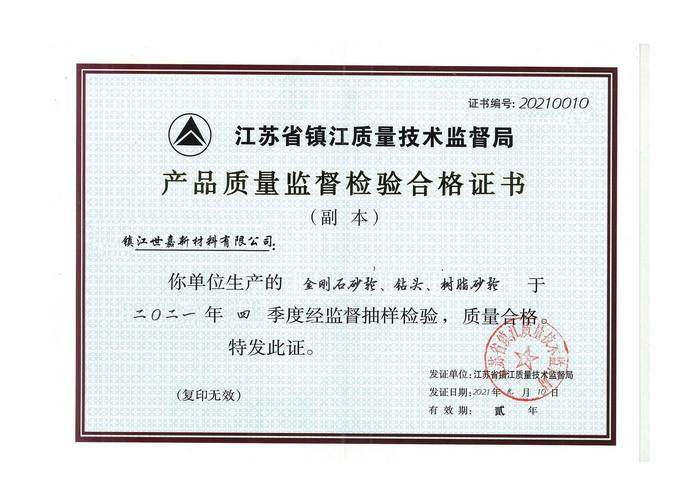 证书编号: 20210010
江苏省镇江质量技术监督局
产品质量监督检验合格证书
(副 本)
镇江世嘉新材料有限公司:
你单位生产的 金刚石砂轮、钻头、树脂砂轮 于
二〇二一 年 四 季度经监督抽样检验, 质量合格。
特发此证。
发证单位: 江苏省镇江质量技术监督局
发证日期: 2021年 九 月 10 日
(复印无效)
有 效 期: 贰 年